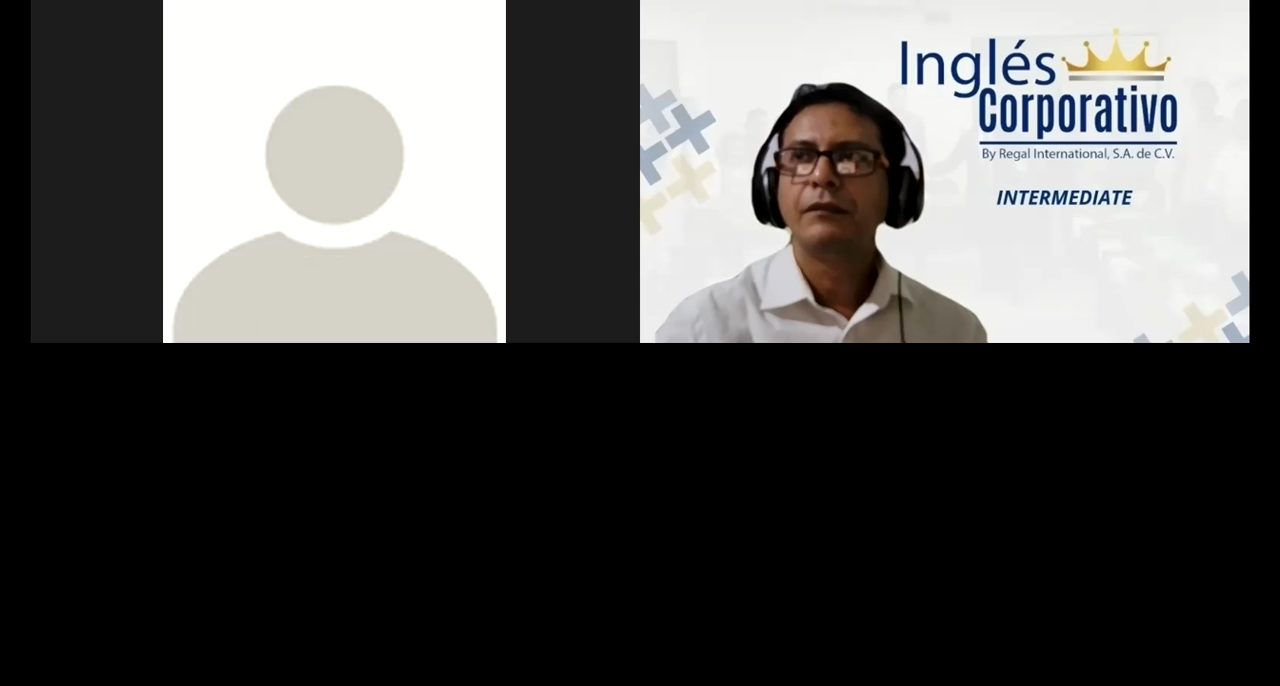 Inglés
Corporativo
By Regal International, S.A. de C.V.
INTERMEDIATE